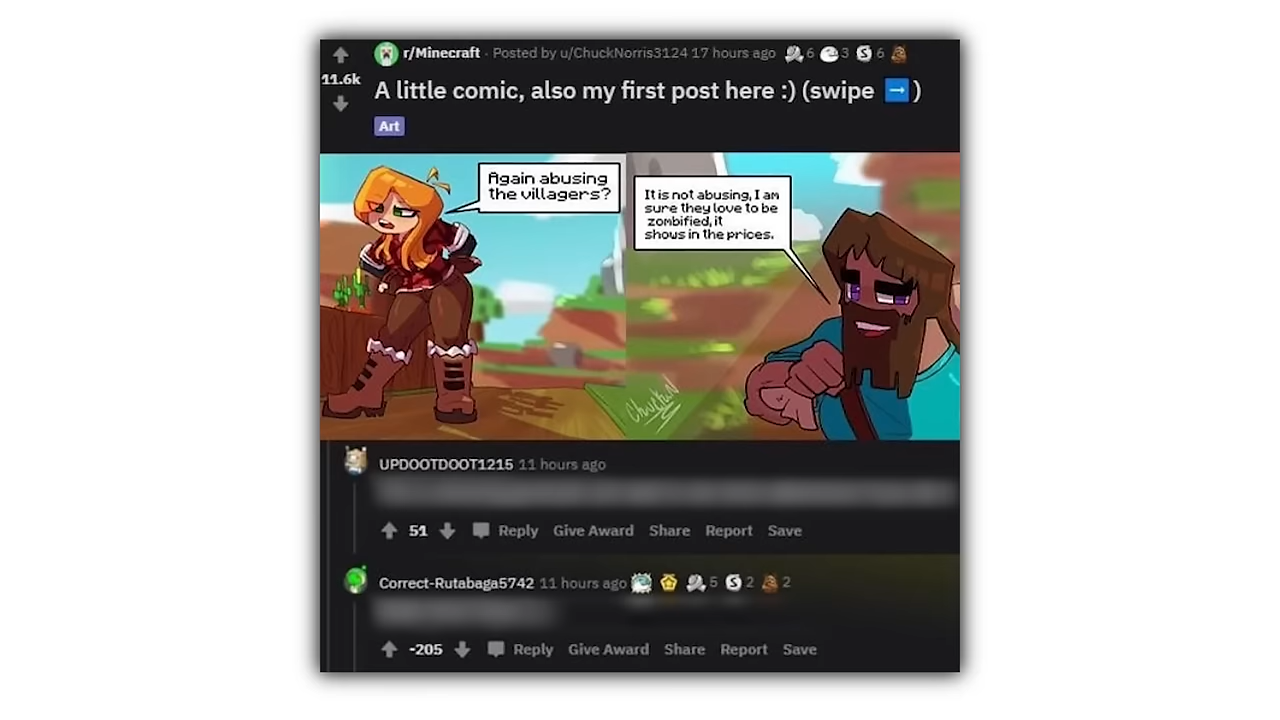 r/Minecraft · Posted by u/ChuckNorris3124 17 hours ago 6 3 6
11.6k
A little comic, also my first post here :) (swipe ➡️)
Art
Again abusing
the villagers?
It is not abusing, I am
sure they love to be
zombified, it
shows in the prices.
UPDOOTDOOT1215 11 hours ago
51 Reply Give Award Share Report Save
Correct-Rutabaga5742 11 hours ago 5 2 2
-205 Reply Give Award Share Report Save